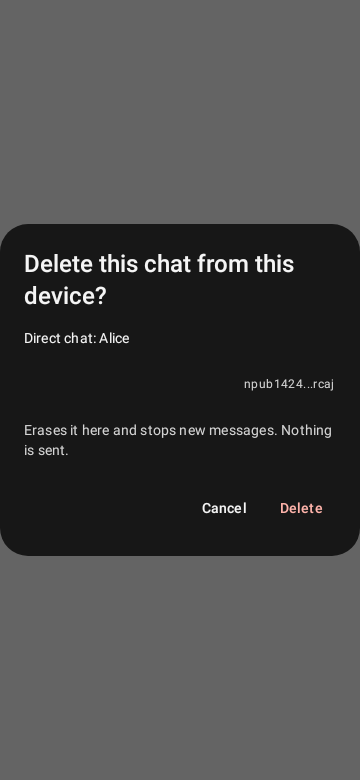 Delete this chat from this
device?
Direct chat: Alice
npub1424...rcaj
Erases it here and stops new messages. Nothing
is sent.
Cancel
Delete